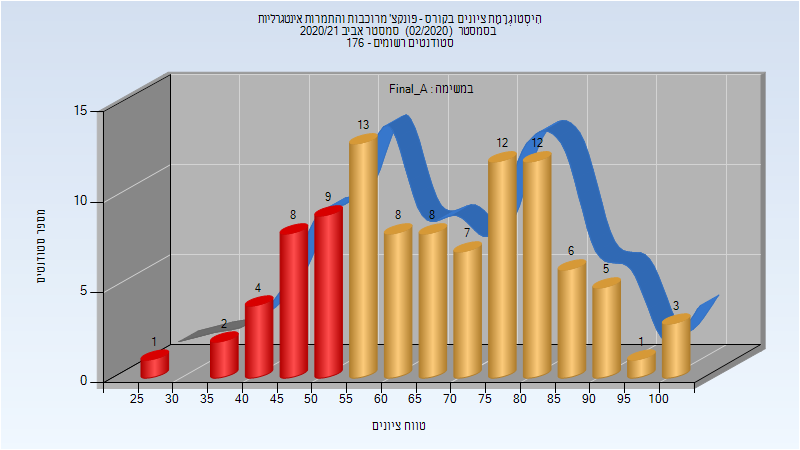 היסטוגרמת ציונים בקורס - פונקצ' מרוכבות והתמרות אינטגרליות
בסמסטר (02/2020) סמסטר אביב 2020/21
סטודנטים רשומים - 176
במשימה : Final_A
מספר סטודנטים
15
10
5
0
1
2
4
8
9
13
8
8
7
12
12
6
5
1
3
25 30 35 40 45 50 55 60 65 70 75 80 85 90 95 100
טווח ציונים